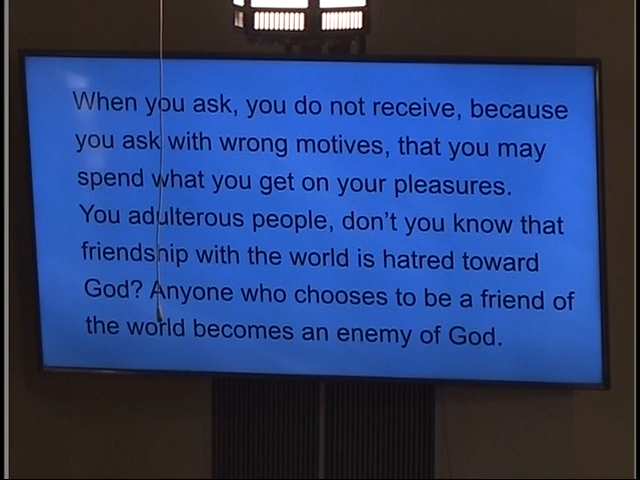 When you ask, you do not receive, because
you ask with wrong motives, that you may
spend what you get on your pleasures.
You adulterous people, don't you know that
friendship with the world is hatred toward
God? Anyone who chooses to be a friend of
the world becomes an enemy of God.